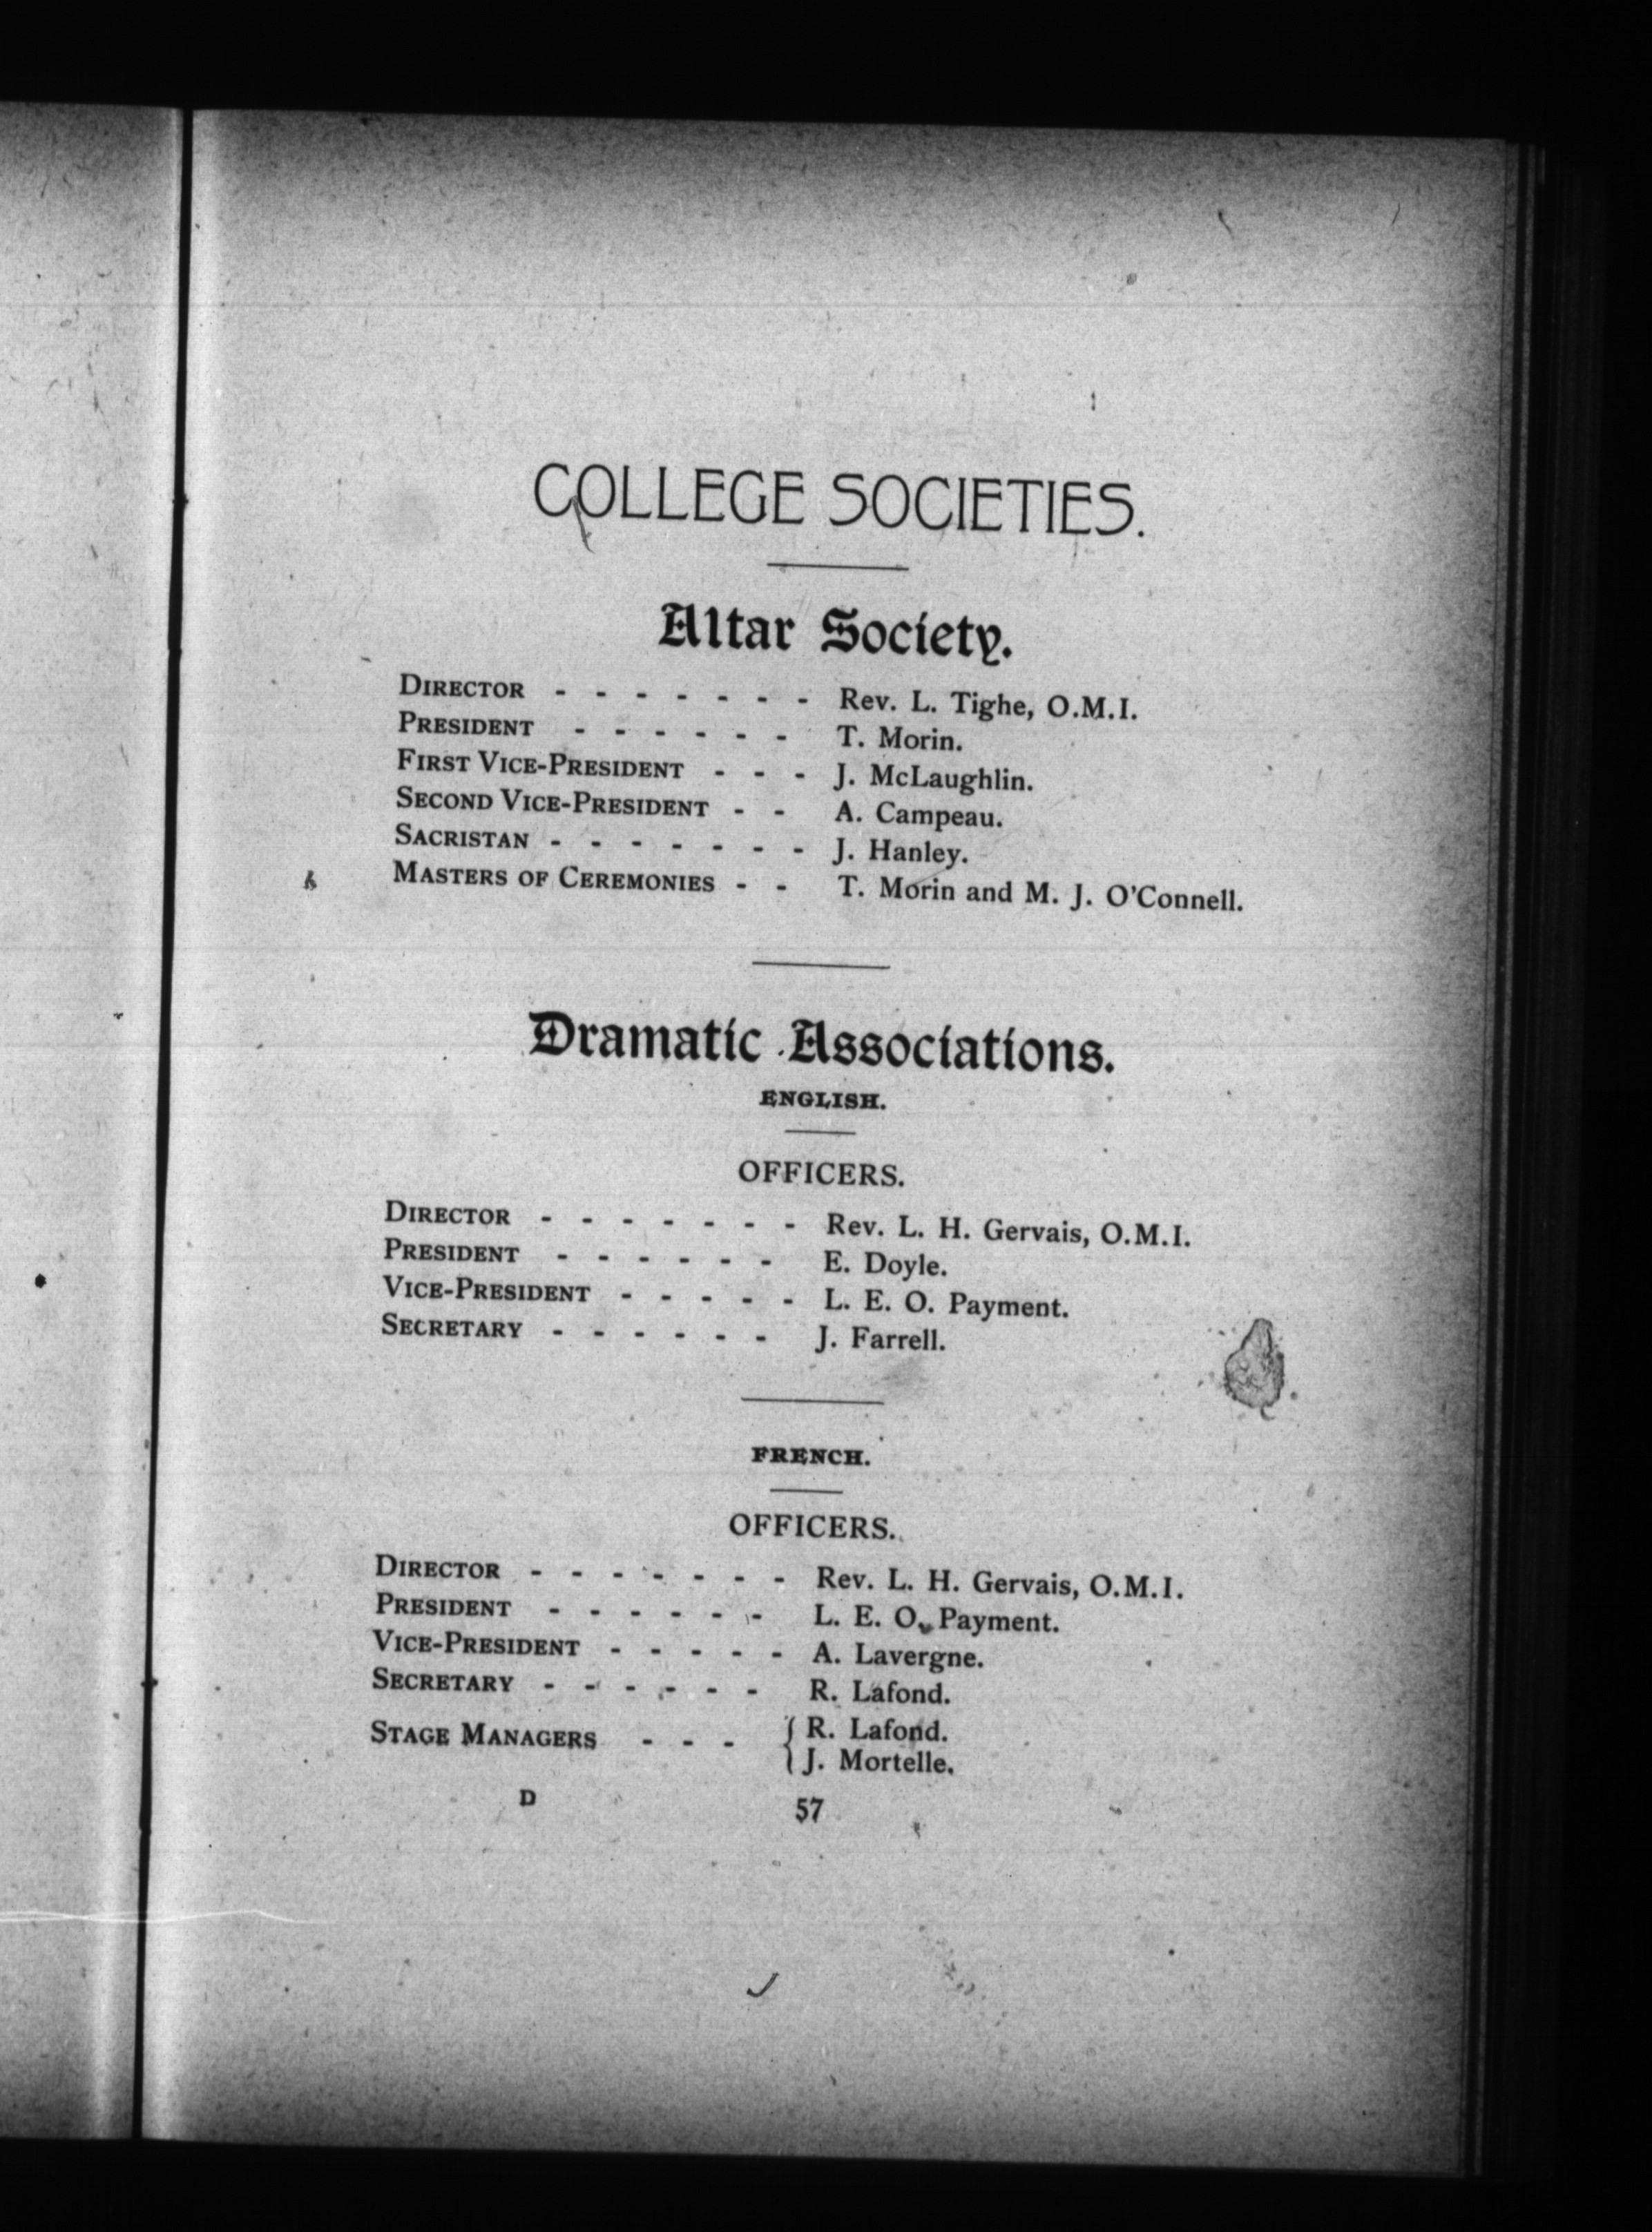 COLLEGE SOCIETIES.
Altar Society.
DIRECTOR - - - - - - - Rev. L. Tighe, O.M.I.
PRESIDENT - - - - - - T. Morin.
FIRST VICE-PRESIDENT - - - J. McLaughlin.
SECOND VICE-PRESIDENT - - A. Campeau.
SACRISTAN - - - - - - - J. Hanley.
MASTERS OF CEREMONIES - - T. Morin and M. J. O'Connell.
Dramatic Associations.
ENGLISH.
OFFICERS.
DIRECTOR - - - - - - - Rev. L. H. Gervais, O.M.I.
PRESIDENT - - - - - - E. Doyle.
VICE-PRESIDENT - - - - - L. E. O. Payment.
SECRETARY - - - - - - J. Farrell.
FRENCH.
OFFICERS.
DIRECTOR - - - - - - - Rev. L. H. Gervais, O.M.I.
PRESIDENT - - - - - - L. E. O. Payment.
VICE-PRESIDENT - - - - - A. Lavergne.
SECRETARY - - - - - - R. Lafond.
STAGE MANAGERS - - - { R. Lafond.
J. Mortelle.
D 57